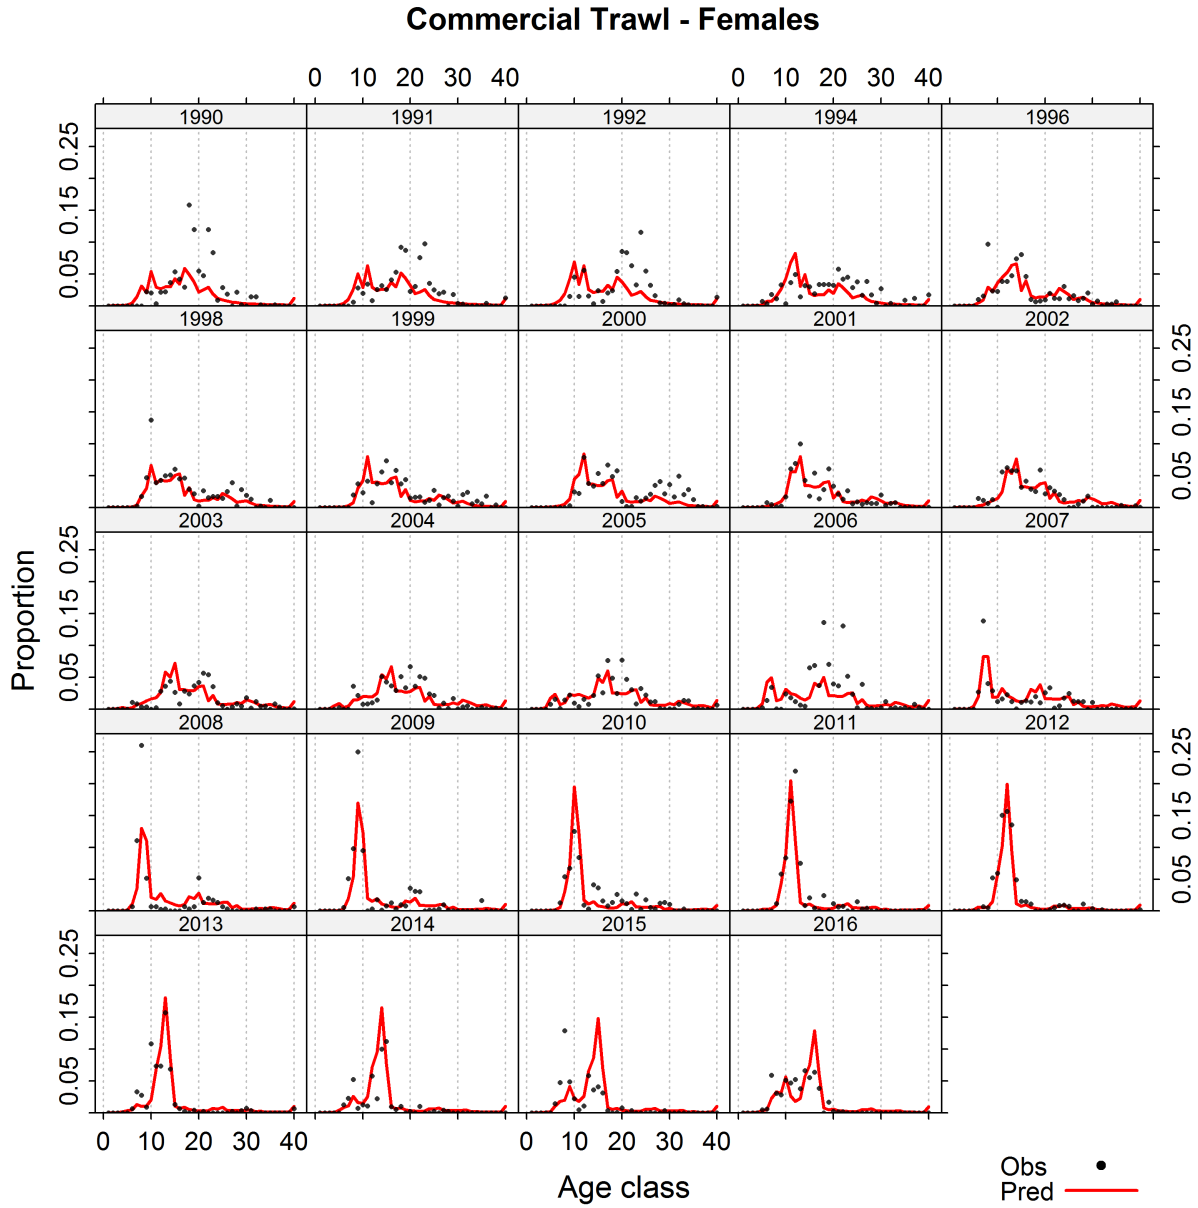 Commercial Trawl - Females
0 10 20 30 40 0 10 20 30 40
1990 1991 1992 1994 1996
0.05 0.15 0.25
1998 1999 2000 2001 2002
0.05 0.15 0.25
2003 2004 2005 2006 2007
0.05 0.15 0.25
2008 2009 2010 2011 2012
0.05 0.15 0.25
2013 2014 2015 2016
0.05 0.15 0.25
0 10 20 30 40 0 10 20 30 40
Proportion
Age class
Obs
Pred